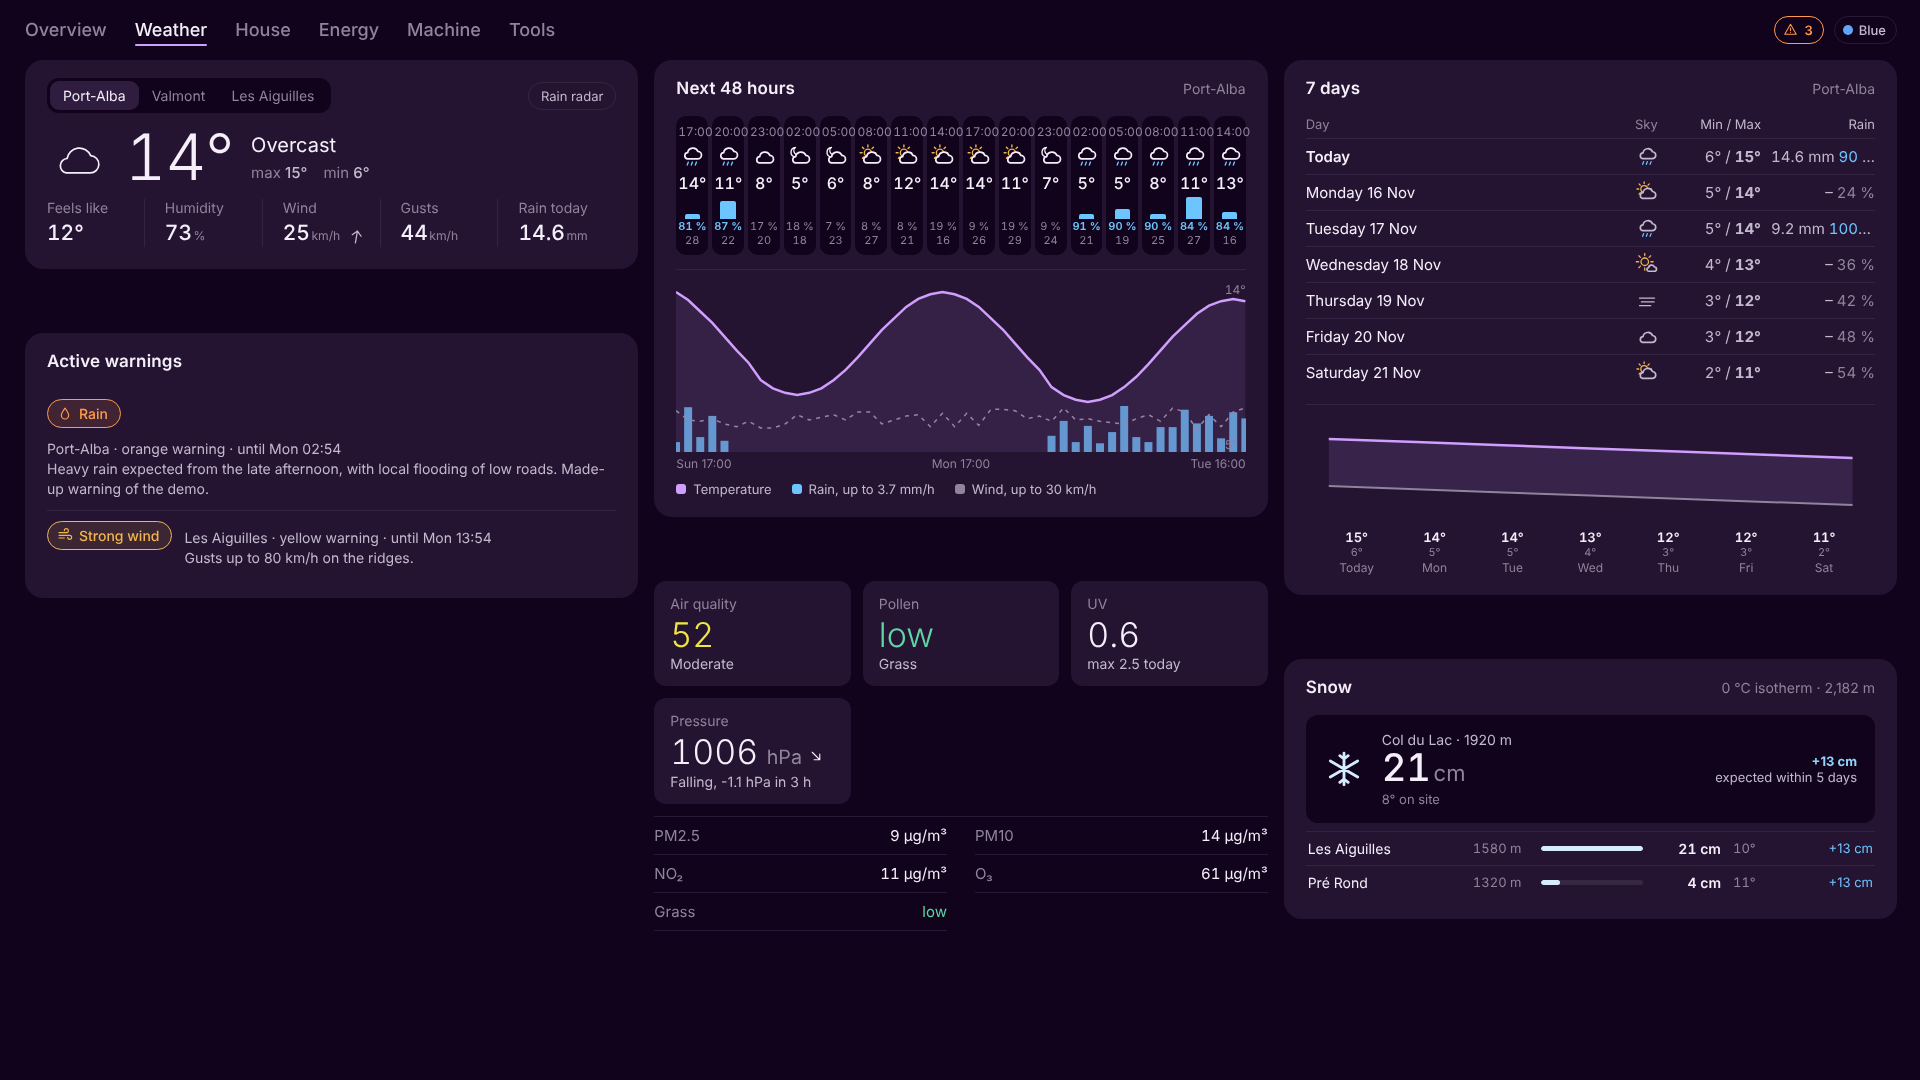 Overview Weather House Energy Machine Tools
3 Blue
Port-Alba Valmont Les Aiguilles
Rain radar
14° Overcast
max 15° min 6°
Feels like Humidity Wind Gusts Rain today
12° 73 % 25 km/h 44 km/h 14.6 mm
Active warnings
Rain
Port-Alba · orange warning · until Mon 02:54
Heavy rain expected from the late afternoon, with local flooding of low roads. Made-
up warning of the demo.
Strong wind
Les Aiguilles · yellow warning · until Mon 13:54
Gusts up to 80 km/h on the ridges.
Next 48 hours Port-Alba
17:00 20:00 23:00 02:00 05:00 08:00 11:00 14:00 17:00 20:00 23:00 02:00 05:00 08:00 11:00 14:00
14° 11° 8° 5° 6° 8° 12° 14° 14° 11° 7° 5° 5° 8° 11° 13°
81 % 87 % 17 % 18 % 7 % 8 % 8 % 19 % 9 % 19 % 9 % 91 % 90 % 90 % 84 % 84 %
28 22 20 18 23 27 21 16 26 29 24 21 19 25 27 16
14°
Sun 17:00 Mon 17:00 Tue 16:00
Temperature Rain, up to 3.7 mm/h Wind, up to 30 km/h
Air quality
52
Moderate
Pollen
low
Grass
UV
0.6
max 2.5 today
Pressure
1006 hPa
Falling, -1.1 hPa in 3 h
PM2.5 9 µg/m³ PM10 14 µg/m³
NO₂ 11 µg/m³ O₃ 61 µg/m³
Grass low
7 days Port-Alba
Day Sky Min / Max Rain
Today 6° / 15° 14.6 mm 90 ...
Monday 16 Nov 5° / 14° – 24 %
Tuesday 17 Nov 5° / 14° 9.2 mm 100...
Wednesday 18 Nov 4° / 13° – 36 %
Thursday 19 Nov 3° / 12° – 42 %
Friday 20 Nov 3° / 12° – 48 %
Saturday 21 Nov 2° / 11° – 54 %
15° 14° 14° 13° 12° 12° 11°
6° 5° 5° 4° 3° 3° 2°
Today Mon Tue Wed Thu Fri Sat
Snow 0 °C isotherm · 2,182 m
Col du Lac · 1920 m
21 cm
8° on site
+13 cm
expected within 5 days
Les Aiguilles 1580 m 21 cm 10° +13 cm
Pré Rond 1320 m 4 cm 11° +13 cm